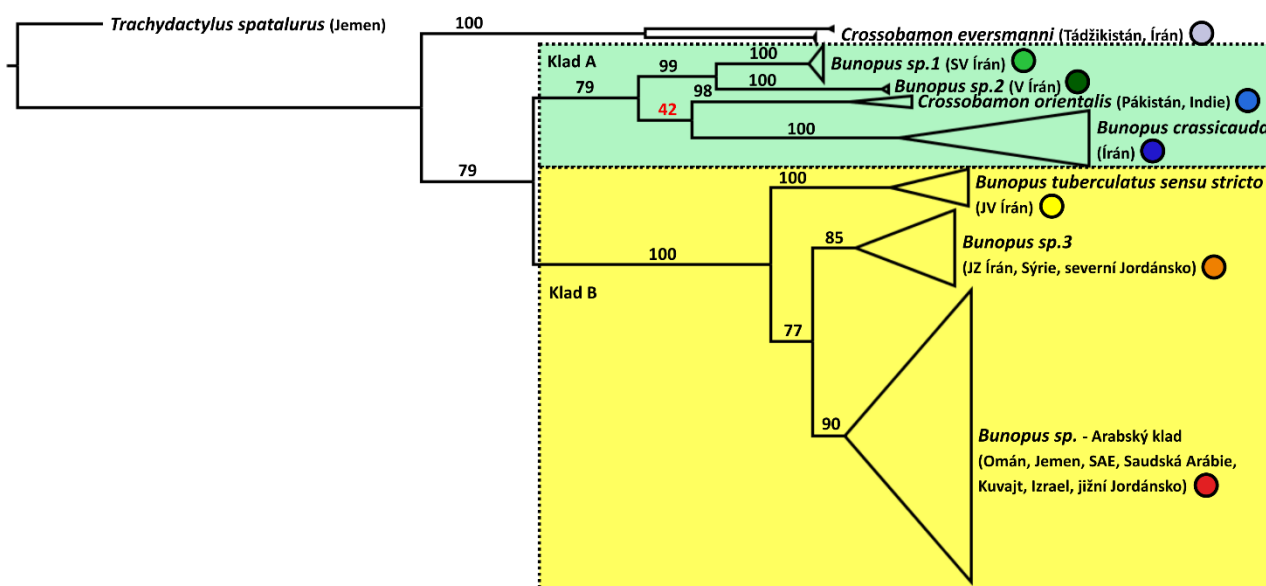 Trachydactylus spatalurus (Jemen)
100
Crossobamon eversmanni (Tádžikistán, Írán)
Klad A
100
Bunopus sp.1 (SV Írán)
99
100
Bunopus sp.2 (V Írán)
79
98
Crossobamon orientalis (Pákistán, Indie)
42
100
Bunopus crassicauda
(Írán)
79
100
Bunopus tuberculatus sensu stricto
(JV Írán)
85
Bunopus sp.3
(JZ Írán, Sýrie, severní Jordánsko)
100
Klad B
77
90
Bunopus sp. - Arabský klad
(Omán, Jemen, SAE, Saudská Arábie,
Kuvajt, Izrael, jižní Jordánsko)